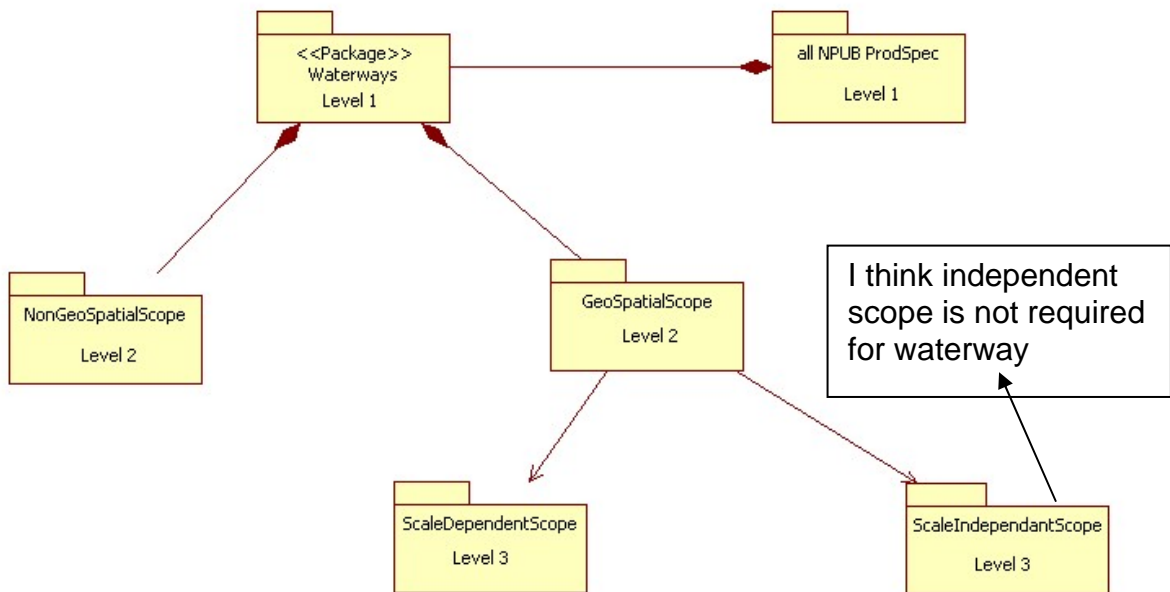 <<Package>>
Waterways
Level 1
all NPUB ProdSpec
Level 1
NonGeoSpatialScope
Level 2
GeoSpatialScope
Level 2
I think independent
scope is not required
for waterway
ScaleDependentScope
Level 3
ScaleIndependantScope
Level 3